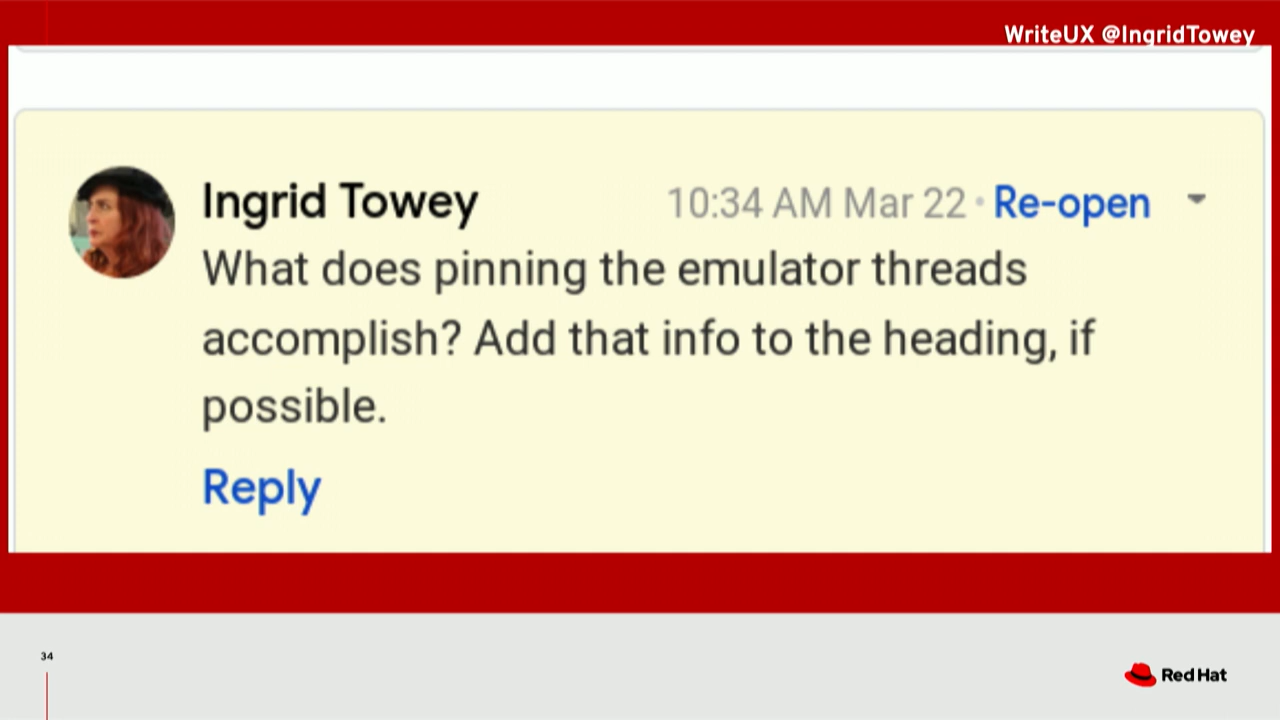 WriteUX @IngridTowey
Ingrid Towey 10:34 AM Mar 22 • Re-open
What does pinning the emulator threads
accomplish? Add that info to the heading, if
possible.
Reply
34
Red Hat